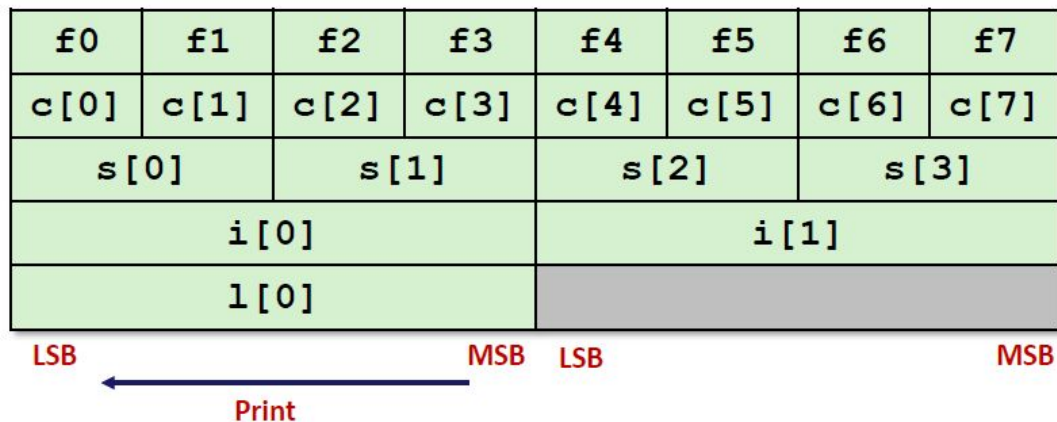 f0 f1 f2 f3 f4 f5 f6 f7
c[0] c[1] c[2] c[3] c[4] c[5] c[6] c[7]
s[0] s[1] s[2] s[3]
i[0] i[1]
l[0]
LSB MSB LSB MSB
Print